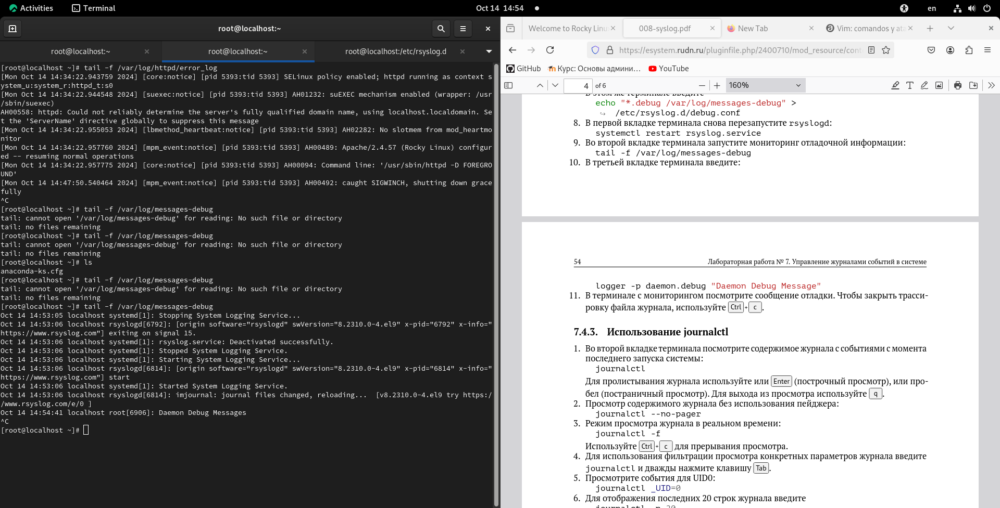 Activities
Terminal
Oct 14 14:54
en
root@localhost:~
root@localhost:~
root@localhost:~
root@localhost:/etc/rsyslog.d
[root@localhost ~]# tail -f /var/log/httpd/error_log
[Mon Oct 14 14:34:22.943759 2024] [core:notice] [pid 5393:tid 5393] SELinux policy enabled; httpd running as context s
ystem_u:system_r:httpd_t:s0
[Mon Oct 14 14:34:22.944548 2024] [suexec:notice] [pid 5393:tid 5393] AH01232: suEXEC mechanism enabled (wrapper: /usr
/sbin/suexec)
AH00558: httpd: Could not reliably determine the server's fully qualified domain name, using localhost.localdomain. Se
t the 'ServerName' directive globally to suppress this message
[Mon Oct 14 14:34:22.955053 2024] [lbmethod_heartbeat:notice] [pid 5393:tid 5393] AH02282: No slotmem from mod_heartmo
nitor
[Mon Oct 14 14:34:22.957760 2024] [mpm_event:notice] [pid 5393:tid 5393] AH00489: Apache/2.4.57 (Rocky Linux) configur
ed -- resuming normal operations
[Mon Oct 14 14:34:22.957775 2024] [core:notice] [pid 5393:tid 5393] AH00094: Command line: '/usr/sbin/httpd -D FOREGRO
UND'
[Mon Oct 14 14:47:50.540464 2024] [mpm_event:notice] [pid 5393:tid 5393] AH00492: caught SIGWINCH, shutting down grace
fully
^C
[root@localhost ~]# tail -f /var/log/messages-debug
tail: cannot open '/var/log/messages-debug' for reading: No such file or directory
tail: no files remaining
[root@localhost ~]# tail -f /var/log/messages-debug
tail: cannot open '/var/log/messages-debug' for reading: No such file or directory
tail: no files remaining
[root@localhost ~]# ls
anaconda-ks.cfg
[root@localhost ~]# tail -f /var/log/messages-debug
tail: cannot open '/var/log/messages-debug' for reading: No such file or directory
tail: no files remaining
[root@localhost ~]# tail -f /var/log/messages-debug
Oct 14 14:53:05 localhost systemd[1]: Stopping System Logging Service...
Oct 14 14:53:06 localhost rsyslogd[6792]: [origin software="rsyslogd" swVersion="8.2310.0-4.el9" x-pid="6792" x-info="
https://www.rsyslog.com"] exiting on signal 15.
Oct 14 14:53:06 localhost systemd[1]: rsyslog.service: Deactivated successfully.
Oct 14 14:53:06 localhost systemd[1]: Stopped System Logging Service.
Oct 14 14:53:06 localhost systemd[1]: Starting System Logging Service...
Oct 14 14:53:06 localhost rsyslogd[6814]: [origin software="rsyslogd" swVersion="8.2310.0-4.el9" x-pid="6814" x-info="
https://www.rsyslog.com"] start
Oct 14 14:53:06 localhost systemd[1]: Started System Logging Service.
Oct 14 14:53:06 localhost rsyslogd[6814]: imjournal: journal files changed, reloading...  [v8.2310.0-4.el9 try https:/
/www.rsyslog.com/e/0 ]
Oct 14 14:54:41 localhost root[6906]: Daemon Debug Messages
^C
[root@localhost ~]#
Welcome to Rocky Linu
008-syslog.pdf
New Tab
Vim: comandos y ata
https://esystem.rudn.ru/pluginfile.php/2400710/mod_resource/cont
GitHub
Курс: Основы админи…
YouTube
4 of 6
160%
В этом же терминале введите
echo "*.debug /var/log/messages-debug" >
↪ /etc/rsyslog.d/debug.conf
8. В первой вкладке терминала снова перезапустите rsyslogd:
systemctl restart rsyslog.service
9. Во второй вкладке терминала запустите мониторинг отладочной информации:
tail -f /var/log/messages-debug
10. В третьей вкладке терминала введите:
54 Лабораторная работа № 7. Управление журналами событий в системе
logger -p daemon.debug "Daemon Debug Message"
11. В терминале с мониторингом посмотрите сообщение отладки. Чтобы закрыть трасси-
ровку файла журнала, используйте Ctrl + c .
7.4.3. Использование journalctl
1. Во второй вкладке терминала посмотрите содержимое журнала с событиями с момента
последнего запуска системы:
journalctl
Для пролистывания журнала используйте или Enter (построчный просмотр), или про-
бел (постраничный просмотр). Для выхода из просмотра используйте q .
2. Просмотр содержимого журнала без использования пейджера:
journalctl --no-pager
3. Режим просмотра журнала в реальном времени:
journalctl -f
Используйте Ctrl + c для прерывания просмотра.
4. Для использования фильтрации просмотра конкретных параметров журнала введите
journalctl и дважды нажмите клавишу Tab .
5. Просмотрите события для UID0:
journalctl _UID=0
6. Для отображения последних 20 строк журнала введите
journalctl -n 20